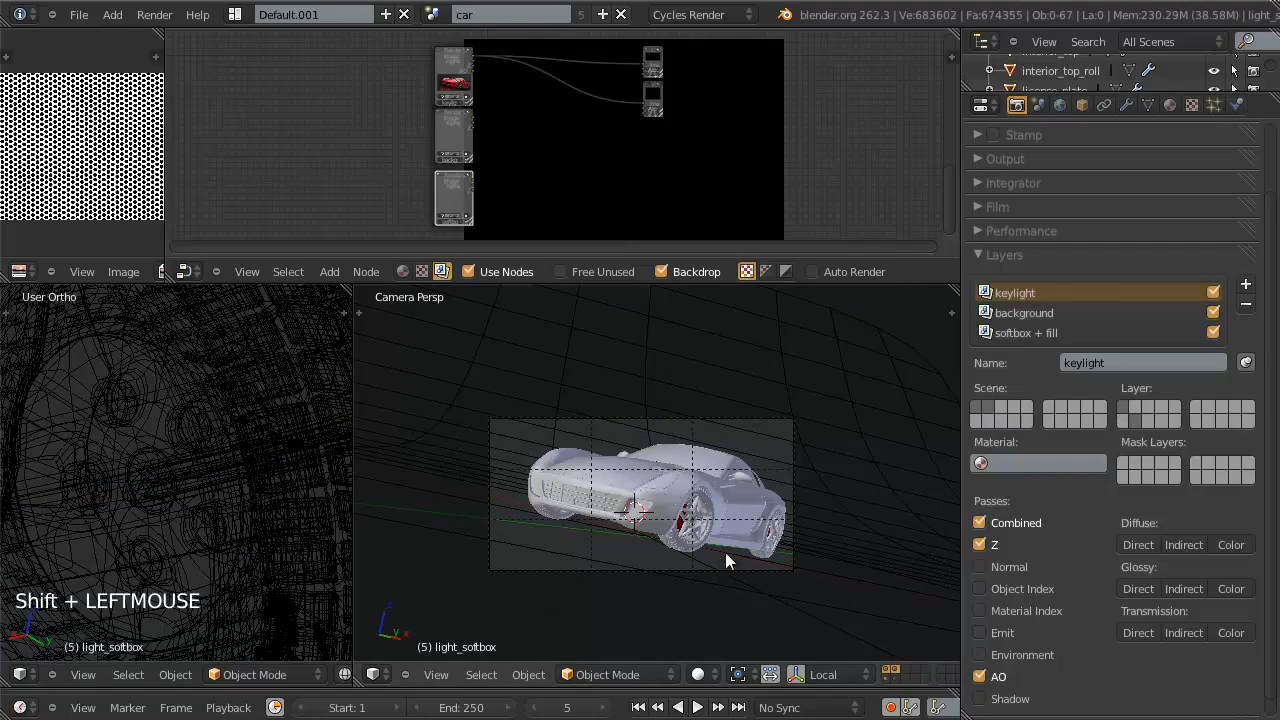 File Add Render Help Default.001 car 5 Cycles Render blender.org 262.3 | Ve:683602 | Fa:674355 | Ob:0-67 | La:0 | Mem:230.29M (38.58M) | light_s
View Search All Scenes
interior_top_roll
license_plate
Stamp
Output
Integrator
Film
Performance
Layers
View Image View Select Add Node Use Nodes Free Unused Backdrop Auto Render
keylight
background
softbox + fill
Name: keylight
Scene: Layer:
Material: Mask Layers:
Passes:
Combined Diffuse:
Z Direct Indirect Color
Normal Glossy:
Object Index Direct Indirect Color
Material Index Transmission:
Emit Direct Indirect Color
Environment
AO
Shadow
User Ortho Camera Persp
Shift + LEFTMOUSE
(5) light_softbox (5) light_softbox
View Select Object Object Mode View Select Object Object Mode Local
View Marker Frame Playback Start: 1 End: 250 5 No Sync